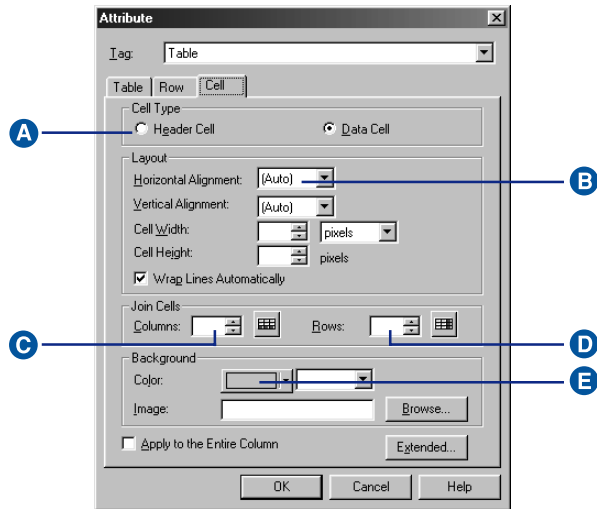 Attribute
Tag: Table
Table Row Cell
Cell Type
A Header Cell Data Cell
Layout
Horizontal Alignment: (Auto) B
Vertical Alignment: (Auto)
Cell Width: pixels
Cell Height: pixels
Wrap Lines Automatically
Join Cells
C Columns: Rows: D
Background
Color: E
Image: Browse...
Apply to the Entire Column Extended...
OK Cancel Help